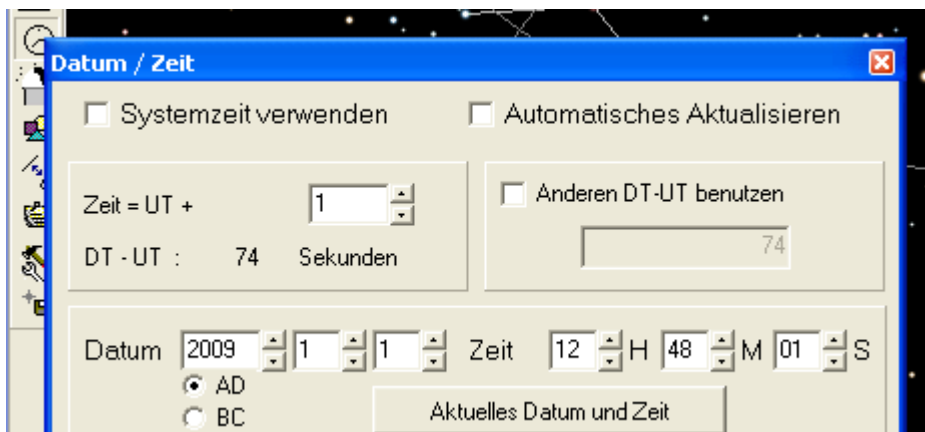 Datum / Zeit
Systemzeit verwenden
Automatisches Aktualisieren
Zeit = UT + 1
Anderen DT-UT benutzen
DT - UT : 74 Sekunden
74
Datum 2009 1 1 Zeit 12 H 48 M 01 S
AD
BC
Aktuelles Datum und Zeit